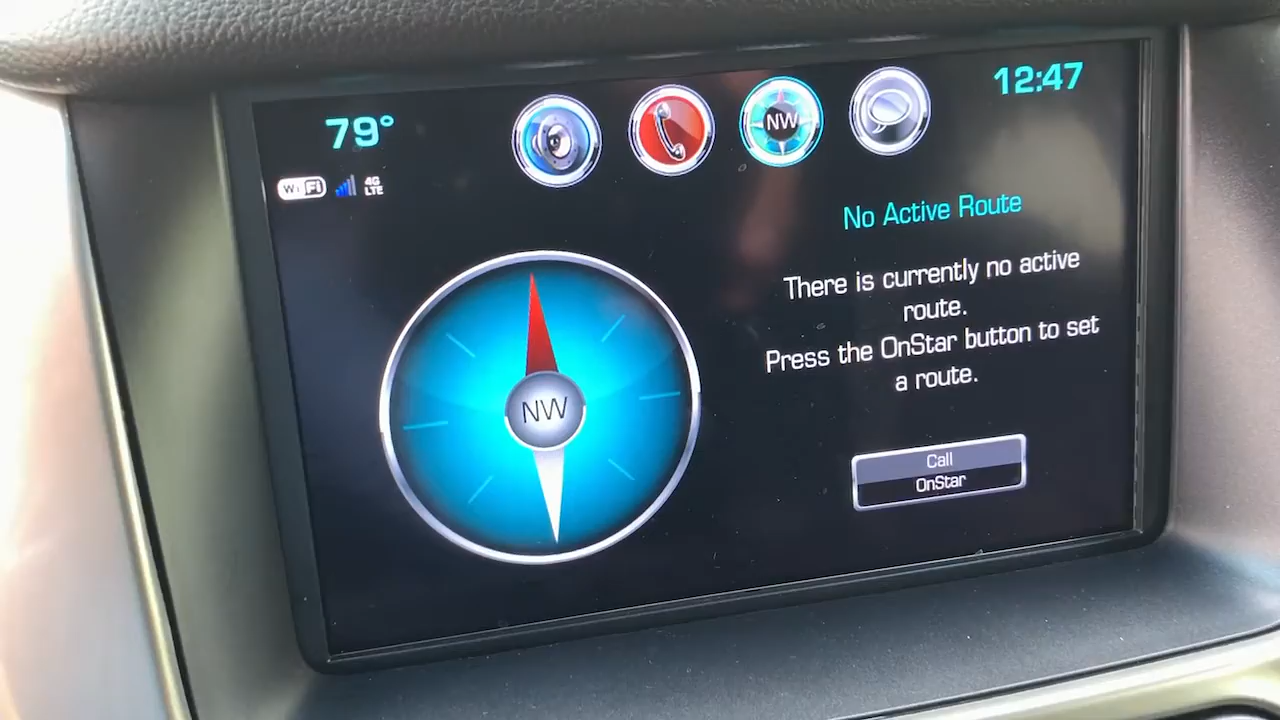 79°
NW
12:47
WiFi 4G
LTE
No Active Route
There is currently no active
route.
Press the OnStar button to set
a route.
NW
Call
OnStar